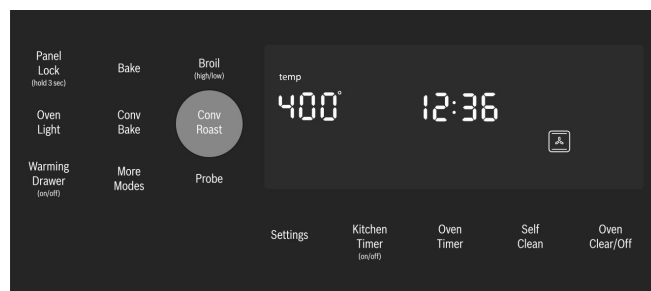 Panel
Lock
(hold 3 sec)
Bake
Broil
(high/low)
temp
400°
12:36
Oven
Light
Conv
Bake
Conv
Roast
Warming
Drawer
(on/off)
More
Modes
Probe
Settings
Kitchen
Timer
(on/off)
Oven
Timer
Self
Clean
Oven
Clear/Off